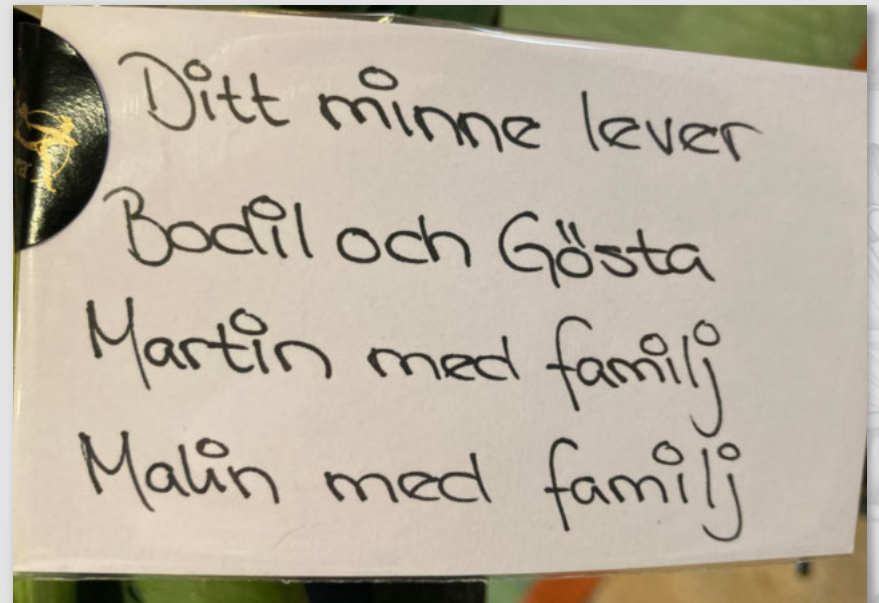 Ditt minne lever
Bodil och Gösta
Martin med familj
Malin med familj